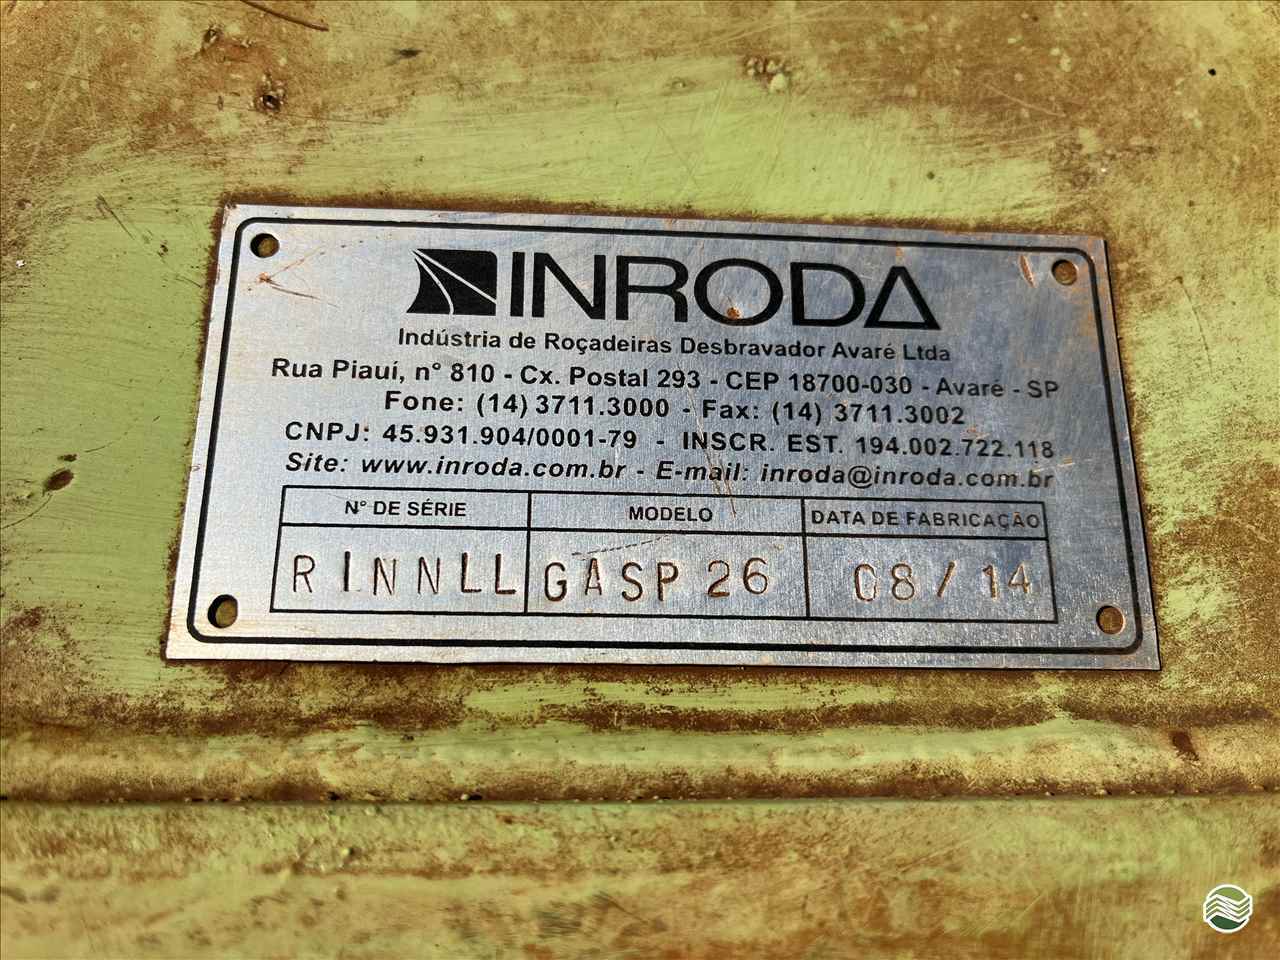 INRODA
Indústria de Roçadeiras Desbravador Avaré Ltda
Rua Piauí, n° 810 - Cx. Postal 293 - CEP 18700-030 - Avaré - SP
Fone: (14) 3711.3000 - Fax: (14) 3711.3002
CNPJ: 45.931.904/0001-79 - INSCR. EST. 194.002.722.118
Site: www.inroda.com.br - E-mail: inroda@inroda.com.br
N° DE SÉRIE MODELO DATA DE FABRICAÇÃO
RINNLL GASP 26 08/14